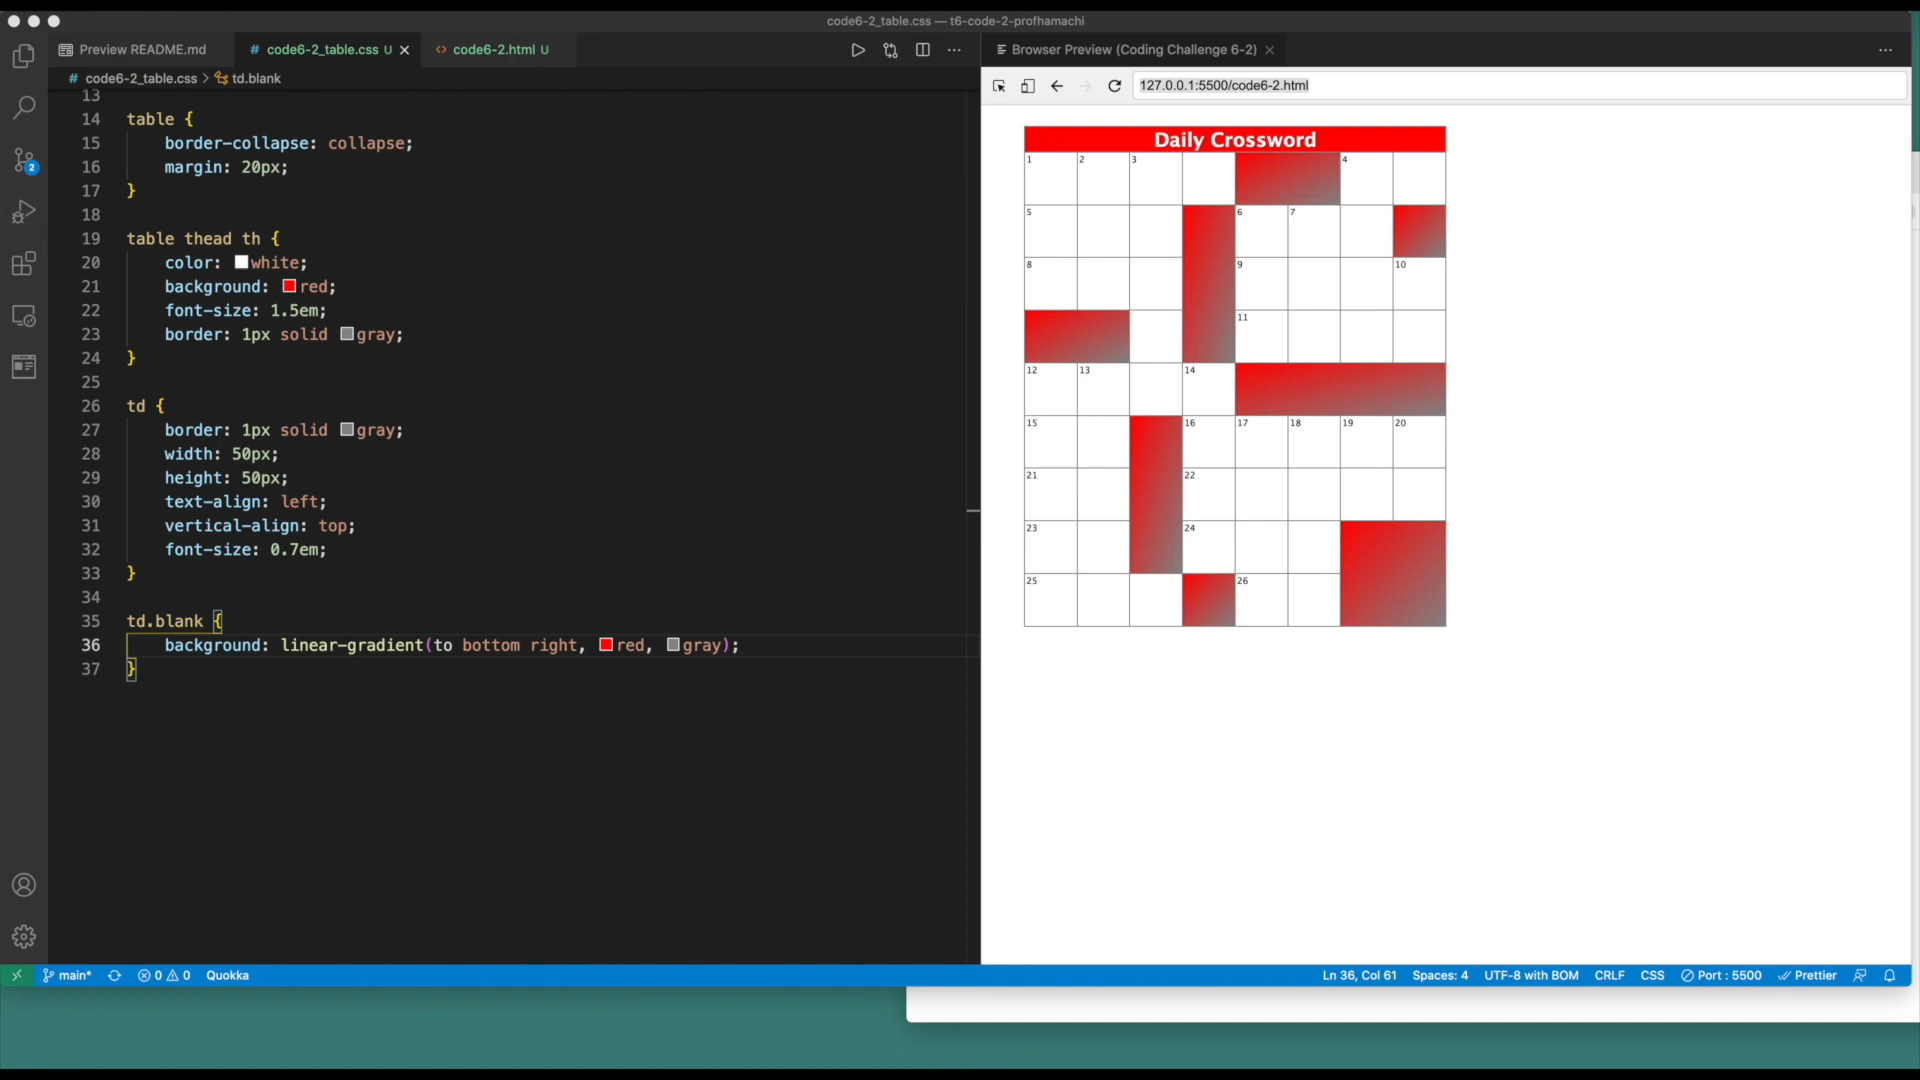 code6-2_table.css — t6-code-2-profhamachi
Preview README.md
# code6-2_table.css U
<> code6-2.html U
Browser Preview (Coding Challenge 6-2)
# code6-2_table.css > td.blank
127.0.0.1:5500/code6-2.html
13
14 table {
15 border-collapse: collapse;
16 margin: 20px;
17 }
18
19 table thead th {
20 color: white;
21 background: red;
22 font-size: 1.5em;
23 border: 1px solid gray;
24 }
25
26 td {
27 border: 1px solid gray;
28 width: 50px;
29 height: 50px;
30 text-align: left;
31 vertical-align: top;
32 font-size: 0.7em;
33 }
34
35 td.blank {
36 background: linear-gradient(to bottom right, red, gray);
37 }
Daily Crossword
1 2 3 4
5 6 7
8 9 10
11
12 13 14
15 16 17 18 19 20
21 22
23 24
25 26
2
main* 0 0 Quokka
Ln 36, Col 61 Spaces: 4 UTF-8 with BOM CRLF CSS Port : 5500 Prettier